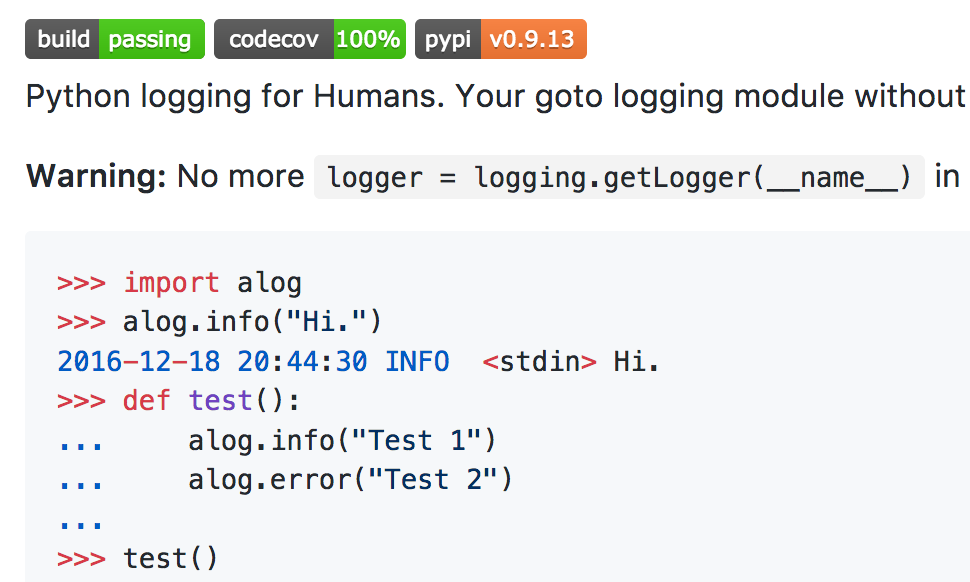 build passing codecov 100% pypi v0.9.13
Python logging for Humans. Your goto logging module without
Warning: No more logger = logging.getLogger(__name__) in
>>> import alog
>>> alog.info("Hi.")
2016-12-18 20:44:30 INFO  <stdin> Hi.
>>> def test():
...     alog.info("Test 1")
...     alog.error("Test 2")
...
>>> test()